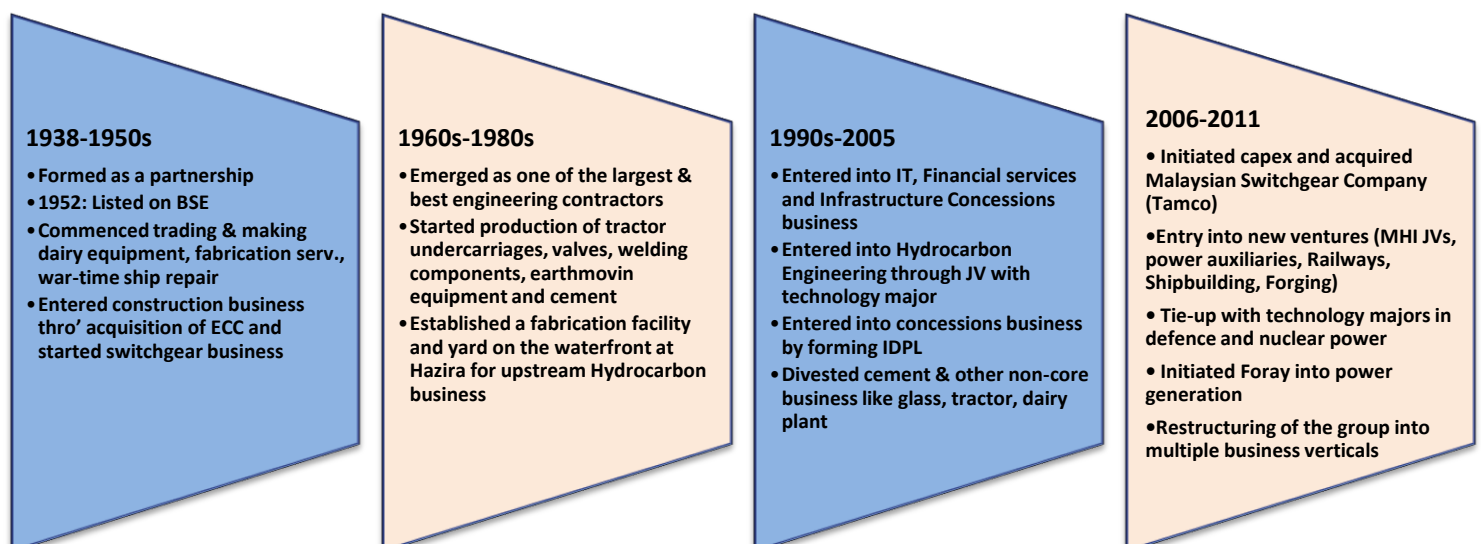 1938-1950s
•Formed as a partnership
•1952: Listed on BSE
•Commenced trading & making
dairy equipment, fabrication serv.,
war-time ship repair
•Entered construction business
thro’ acquisition of ECC and
started switchgear business
1960s-1980s
•Emerged as one of the largest &
best engineering contractors
•Started production of tractor
undercarriages, valves, welding
components, earthmovin
equipment and cement
•Established a fabrication facility
and yard on the waterfront at
Hazira for upstream Hydrocarbon
business
1990s-2005
•Entered into IT, Financial services
and Infrastructure Concessions
business
•Entered into Hydrocarbon
Engineering through JV with
technology major
•Entered into concessions business
by forming IDPL
•Divested cement & other non-core
business like glass, tractor, dairy
plant
2006-2011
• Initiated capex and acquired
Malaysian Switchgear Company
(Tamco)
•Entry into new ventures (MHI JVs,
power auxiliaries, Railways,
Shipbuilding, Forging)
• Tie-up with technology majors in
defence and nuclear power
• Initiated Foray into power
generation
•Restructuring of the group into
multiple business verticals